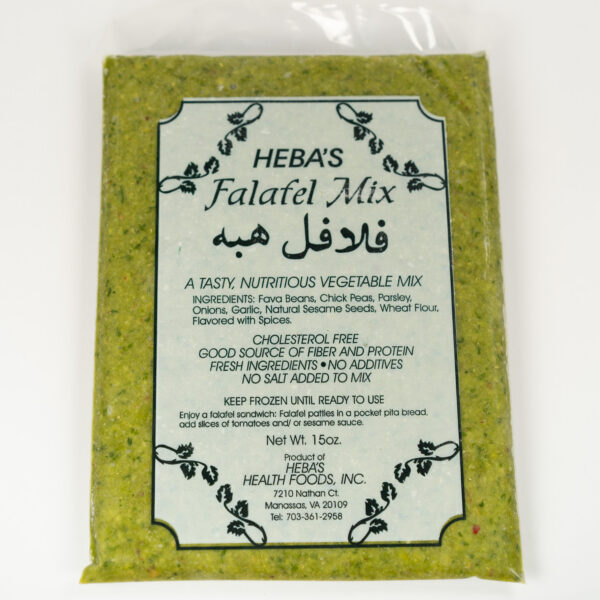 HEBA'S
Falafel Mix
فلافل هبه
A TASTY, NUTRITIOUS VEGETABLE MIX
INGREDIENTS: Fava Beans, Chick Peas, Parsley,
Onions, Garlic, Natural Sesame Seeds, Wheat Flour,
Flavored with Spices.
CHOLESTEROL FREE
GOOD SOURCE OF FIBER AND PROTEIN
FRESH INGREDIENTS • NO ADDITIVES
NO SALT ADDED TO MIX
KEEP FROZEN UNTIL READY TO USE
Enjoy a falafel sandwich: Falafel patties in a pocket pita bread,
add slices of tomatoes and/ or sesame sauce.
Net Wt. 15oz.
Product of
HEBA'S
HEALTH FOODS, INC.
7210 Nathan Ct.
Manassas, VA 20109
Tel: 703-361-2958